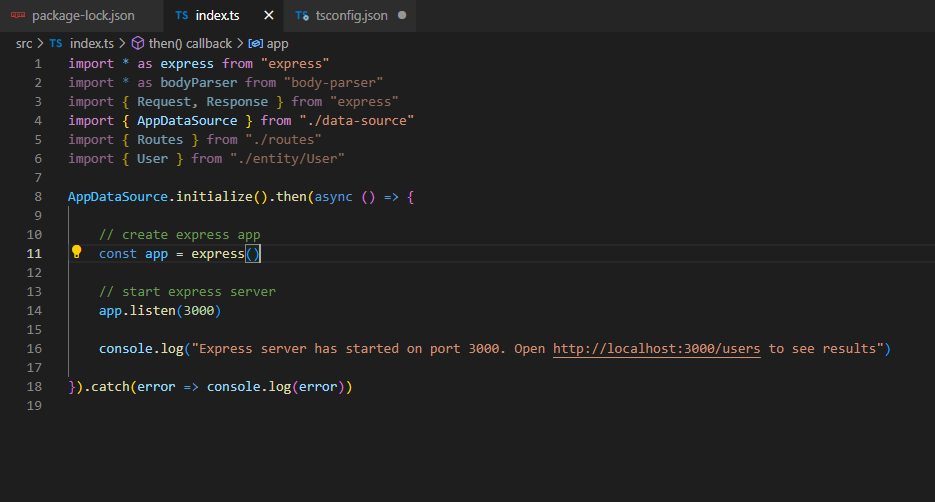 package-lock.json
TS index.ts
TS tsconfig.json
src > TS index.ts > then() callback > app
1 import * as express from "express"
2 import * as bodyParser from "body-parser"
3 import { Request, Response } from "express"
4 import { AppDataSource } from "./data-source"
5 import { Routes } from "./routes"
6 import { User } from "./entity/User"
7
8 AppDataSource.initialize().then(async () => {
9
10 // create express app
11 const app = express()
12
13 // start express server
14 app.listen(3000)
15
16 console.log("Express server has started on port 3000. Open http://localhost:3000/users to see results")
17
18 }).catch(error => console.log(error))
19